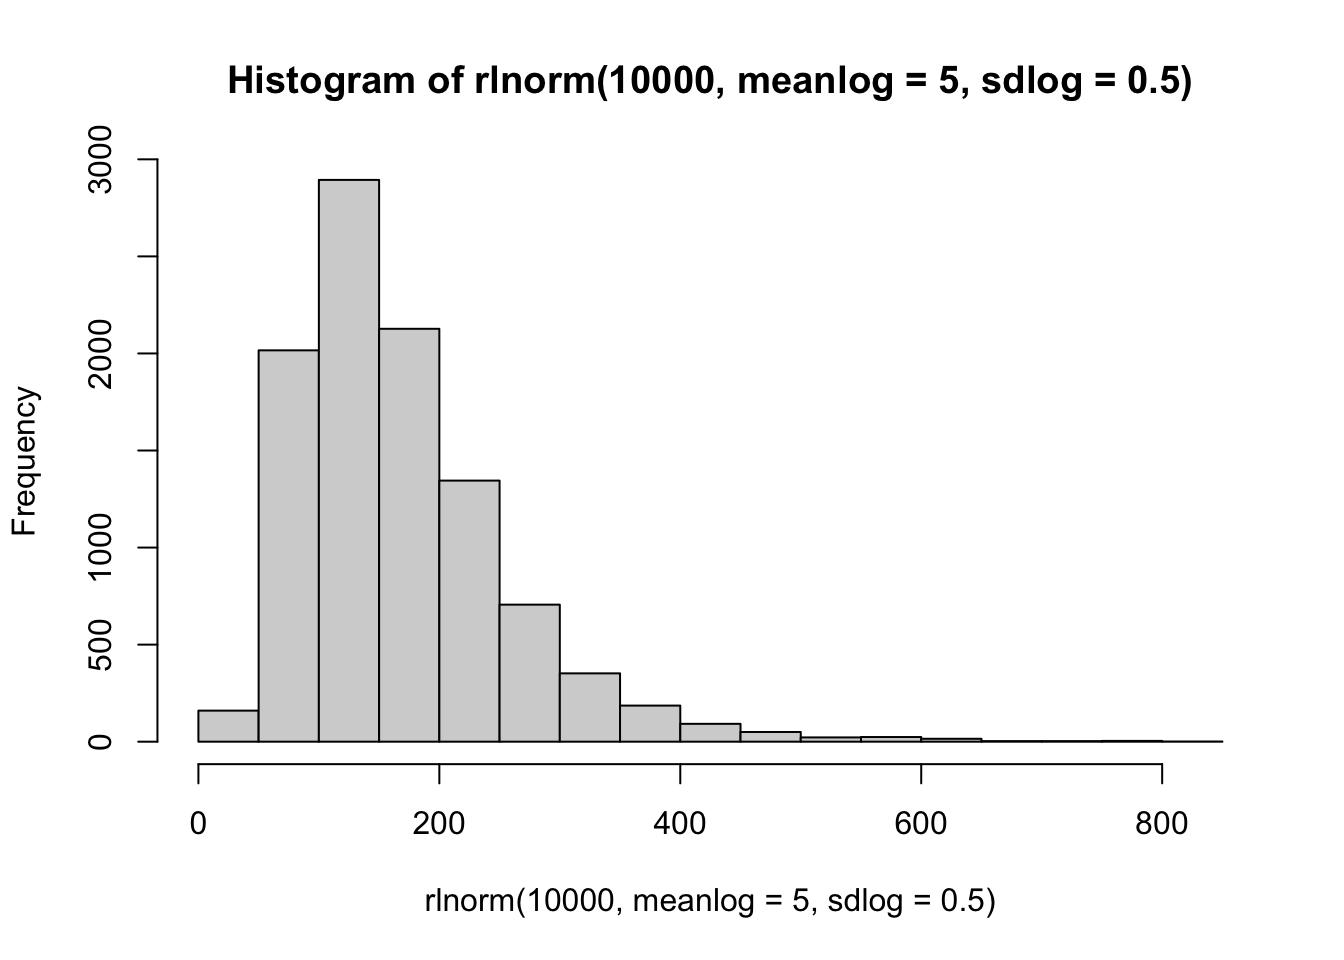 Histogram of rlnorm(10000, meanlog = 5, sdlog = 0.5)
Frequency
3000
2000
1000
500
0
0 200 400 600 800
rlnorm(10000, meanlog = 5, sdlog = 0.5)